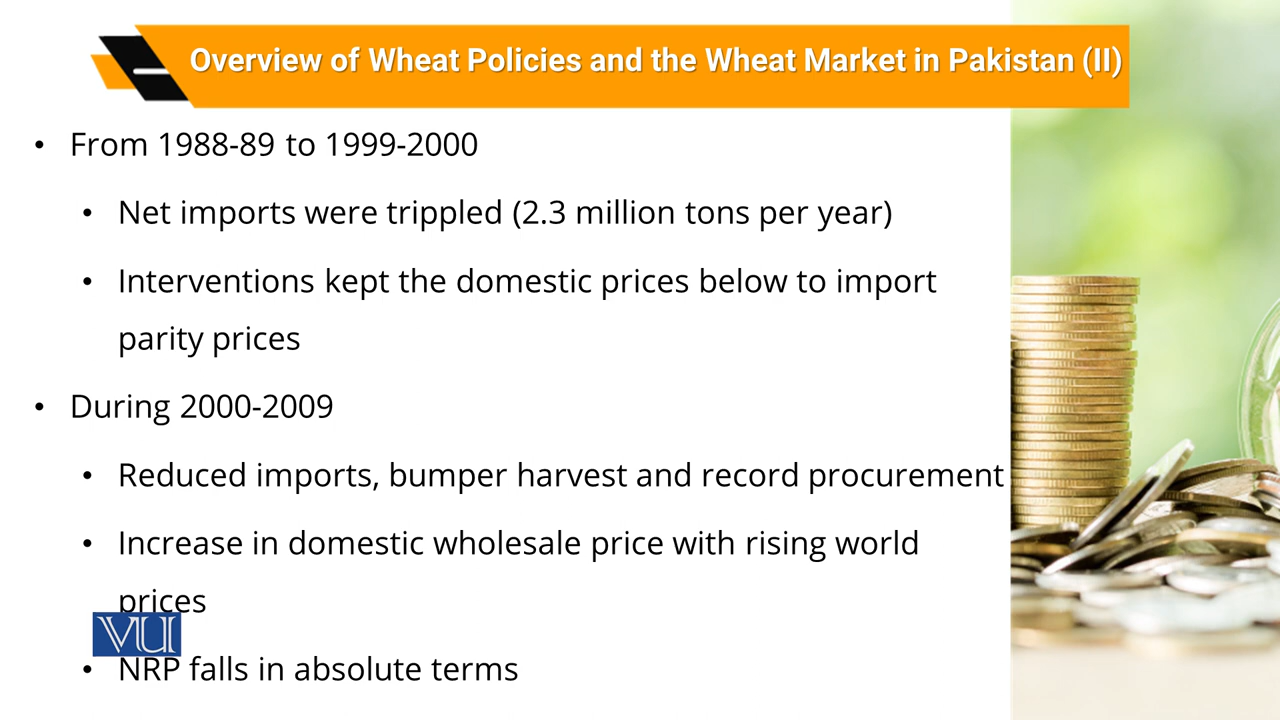 Overview of Wheat Policies and the Wheat Market in Pakistan (II)
• From 1988-89 to 1999-2000
• Net imports were trippled (2.3 million tons per year)
• Interventions kept the domestic prices below to import
parity prices
• During 2000-2009
• Reduced imports, bumper harvest and record procurement
• Increase in domestic wholesale price with rising world
prices
VU
• NRP falls in absolute terms